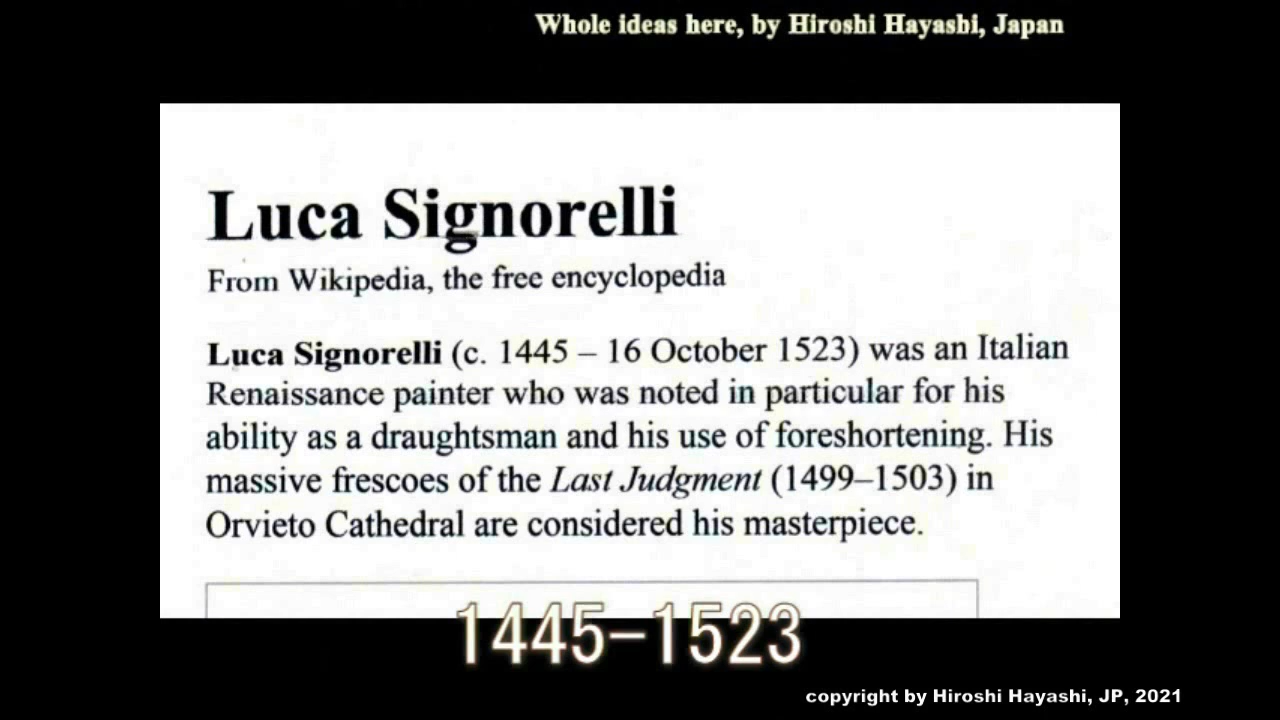 Whole ideas here, by Hiroshi Hayashi, Japan
Luca Signorelli
From Wikipedia, the free encyclopedia
Luca Signorelli (c. 1445 – 16 October 1523) was an Italian
Renaissance painter who was noted in particular for his
ability as a draughtsman and his use of foreshortening. His
massive frescoes of the Last Judgment (1499–1503) in
Orvieto Cathedral are considered his masterpiece.
1445–1523
copyright by Hiroshi Hayashi, JP, 2021